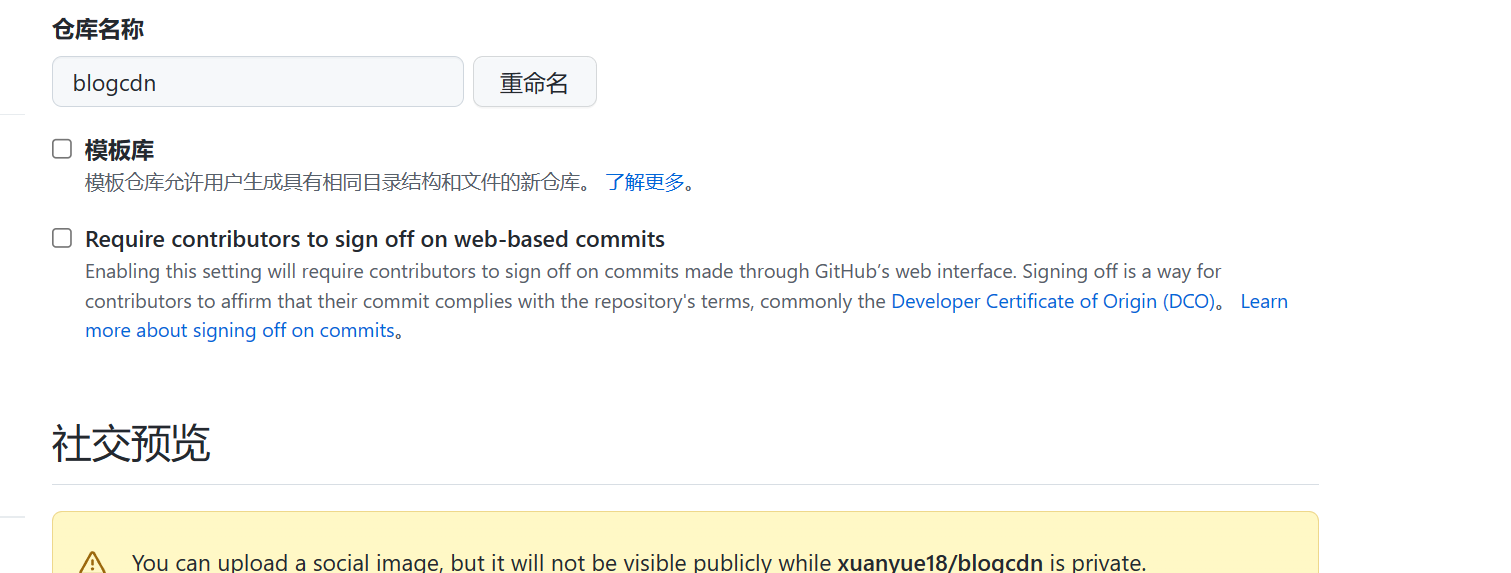 仓库名称
blogcdn 重命名
模板库
模板仓库允许用户生成具有相同目录结构和文件的新仓库。 了解更多。
Require contributors to sign off on web-based commits
Enabling this setting will require contributors to sign off on commits made through GitHub’s web interface. Signing off is a way for
contributors to affirm that their commit complies with the repository's terms, commonly the Developer Certificate of Origin (DCO)。 Learn
more about signing off on commits。
社交预览
You can upload a social image, but it will not be visible publicly while xuanyue18/blogcdn is private.